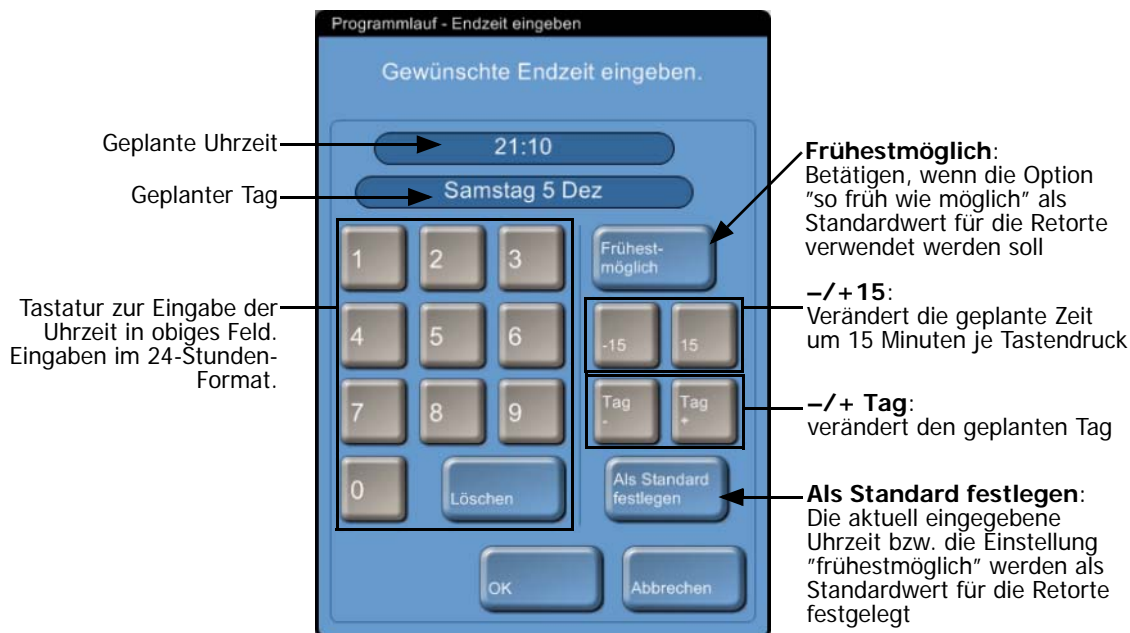 Programmlauf - Endzeit eingeben
Gewünschte Endzeit eingeben.
Geplante Uhrzeit
21:10
Geplanter Tag
Samstag 5 Dez
1
2
3
4
5
6
7
8
9
0
Löschen
Tastatur zur Eingabe der
Uhrzeit in obiges Feld.
Eingaben im 24-Stunden-
Format.
Frühest-
möglich
-15
15
Tag
-
Tag
+
Als Standard
festlegen
OK
Abbrechen
Frühestmöglich:
Betätigen, wenn die Option
"so früh wie möglich" als
Standardwert für die Retorte
verwendet werden soll
–/+15:
Verändert die geplante Zeit
um 15 Minuten je Tastendruck
–/+ Tag:
verändert den geplanten Tag
Als Standard festlegen:
Die aktuell eingegebene
Uhrzeit bzw. die Einstellung
"frühestmöglich" werden als
Standardwert für die Retorte
festgelegt